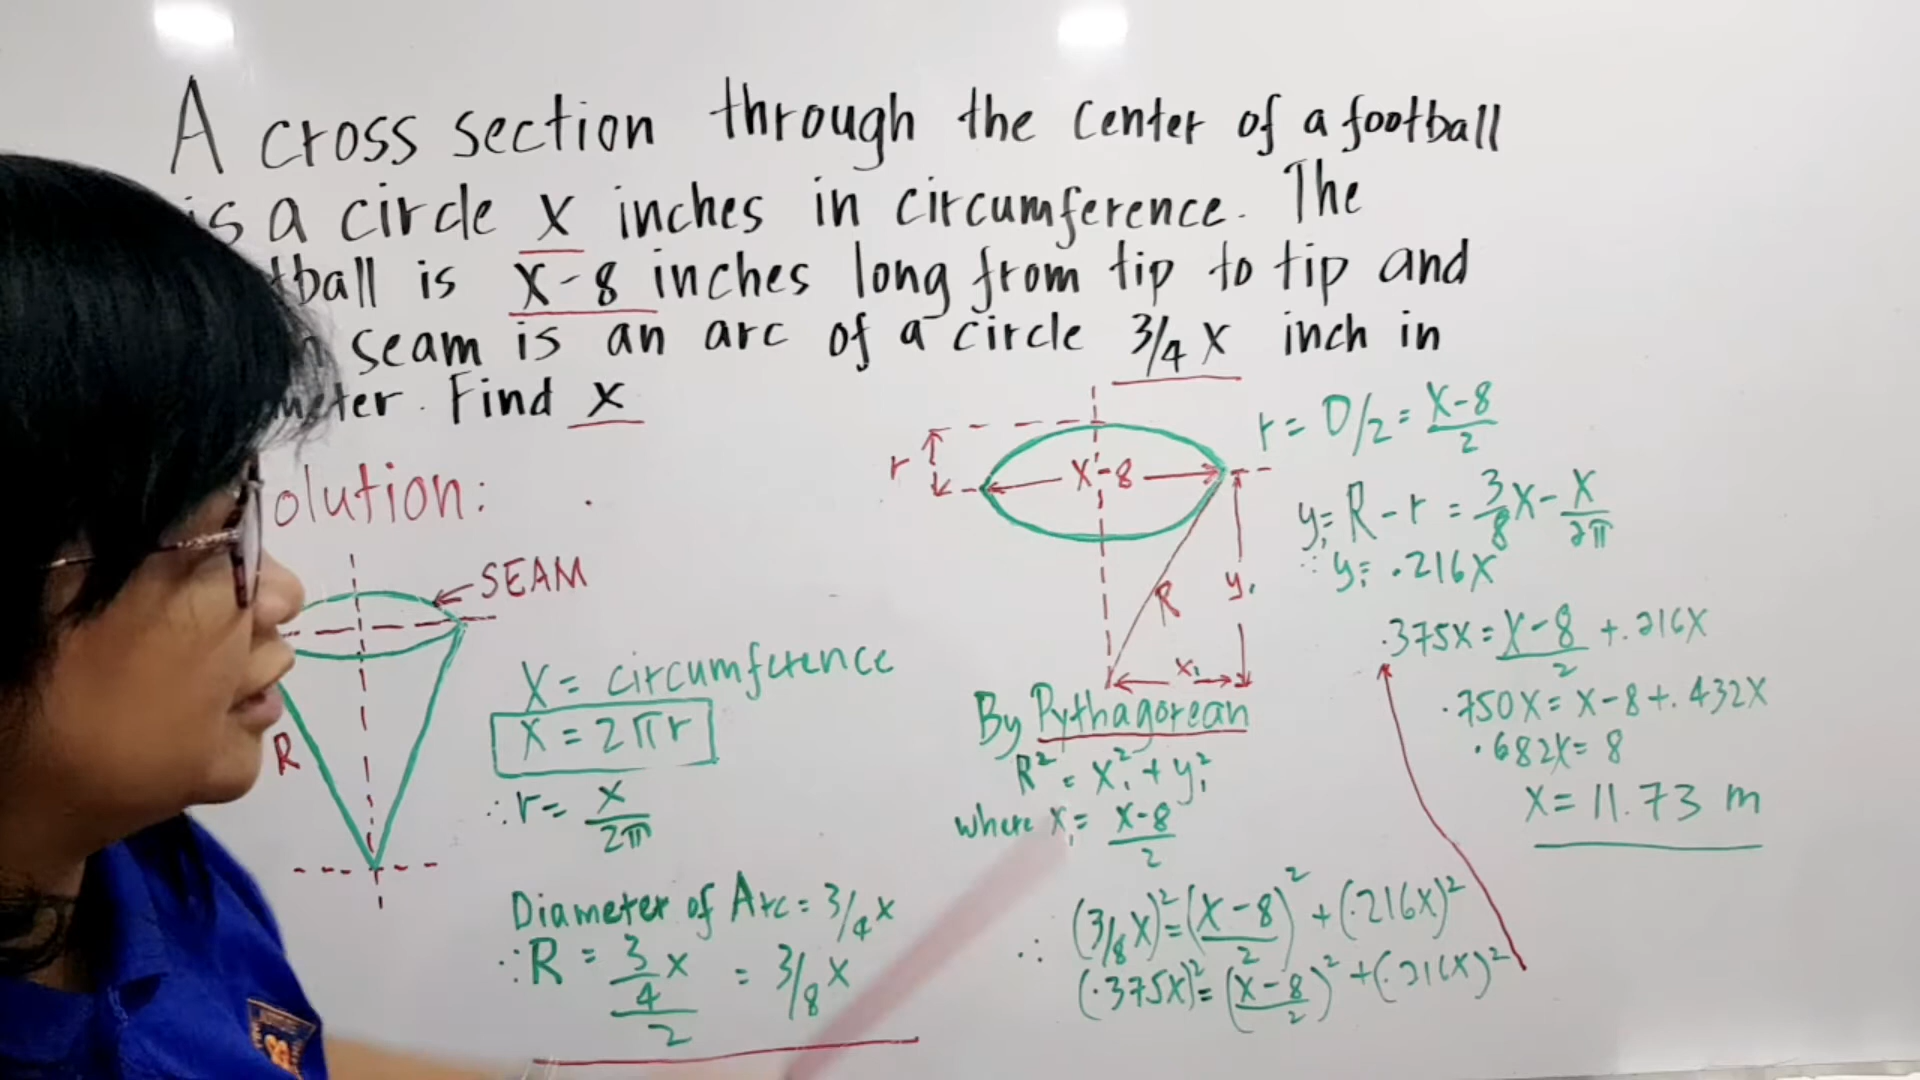 A cross section through the center of a football
is a circle x inches in circumference. The
tball is x-8 inches long from tip to tip and
seam is an arc of a circle 3/4 x inch in
meter. Find x
olution:
SEAM
R
X = circumference
X = 2πr
∴ r = x/2π
Diameter of Arc = 3/4 x
∴ R = 3/4 x / 2 = 3/8 x
r
x-8
R
y₁
x₁
By Pythagorean
R² = x₁² + y₁²
where x₁ = x-8/2
∴ (3/8 x)² = (x-8/2)² + (.216x)²
(.375x)² = (x-8/2)² + (.216x)²
r = D/2 = x-8/2
y₁ = R - r = 3/8 x - x/2π
∴ y₁ = .216x
.375x = x-8/2 + .216x
.750x = x-8+.432x
.682x = 8
x = 11.73 m